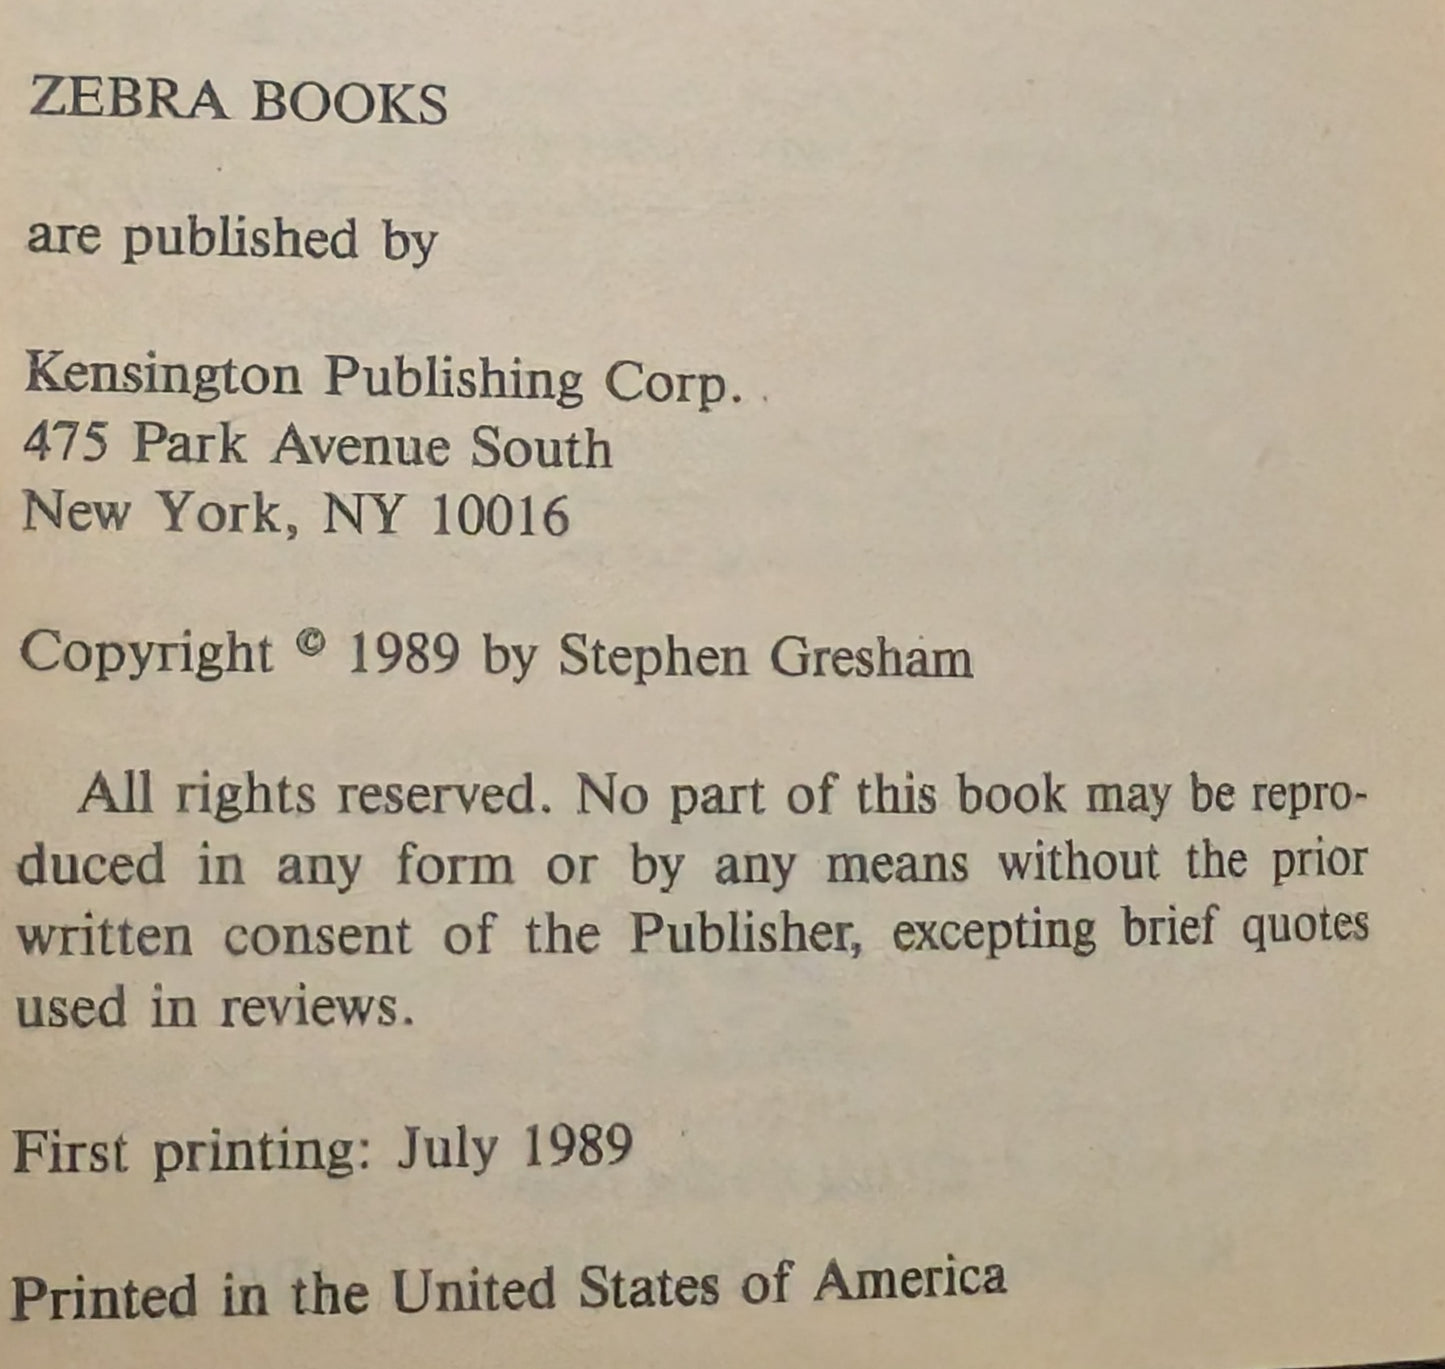 ZEBRA BOOKS
are published by
Kensington Publishing Corp.
475 Park Avenue South
New York, NY 10016
Copyright © 1989 by Stephen Gresham
All rights reserved. No part of this book may be repro-
duced in any form or by any means without the prior
written consent of the Publisher, excepting brief quotes
used in reviews.
First printing: July 1989
Printed in the United States of America